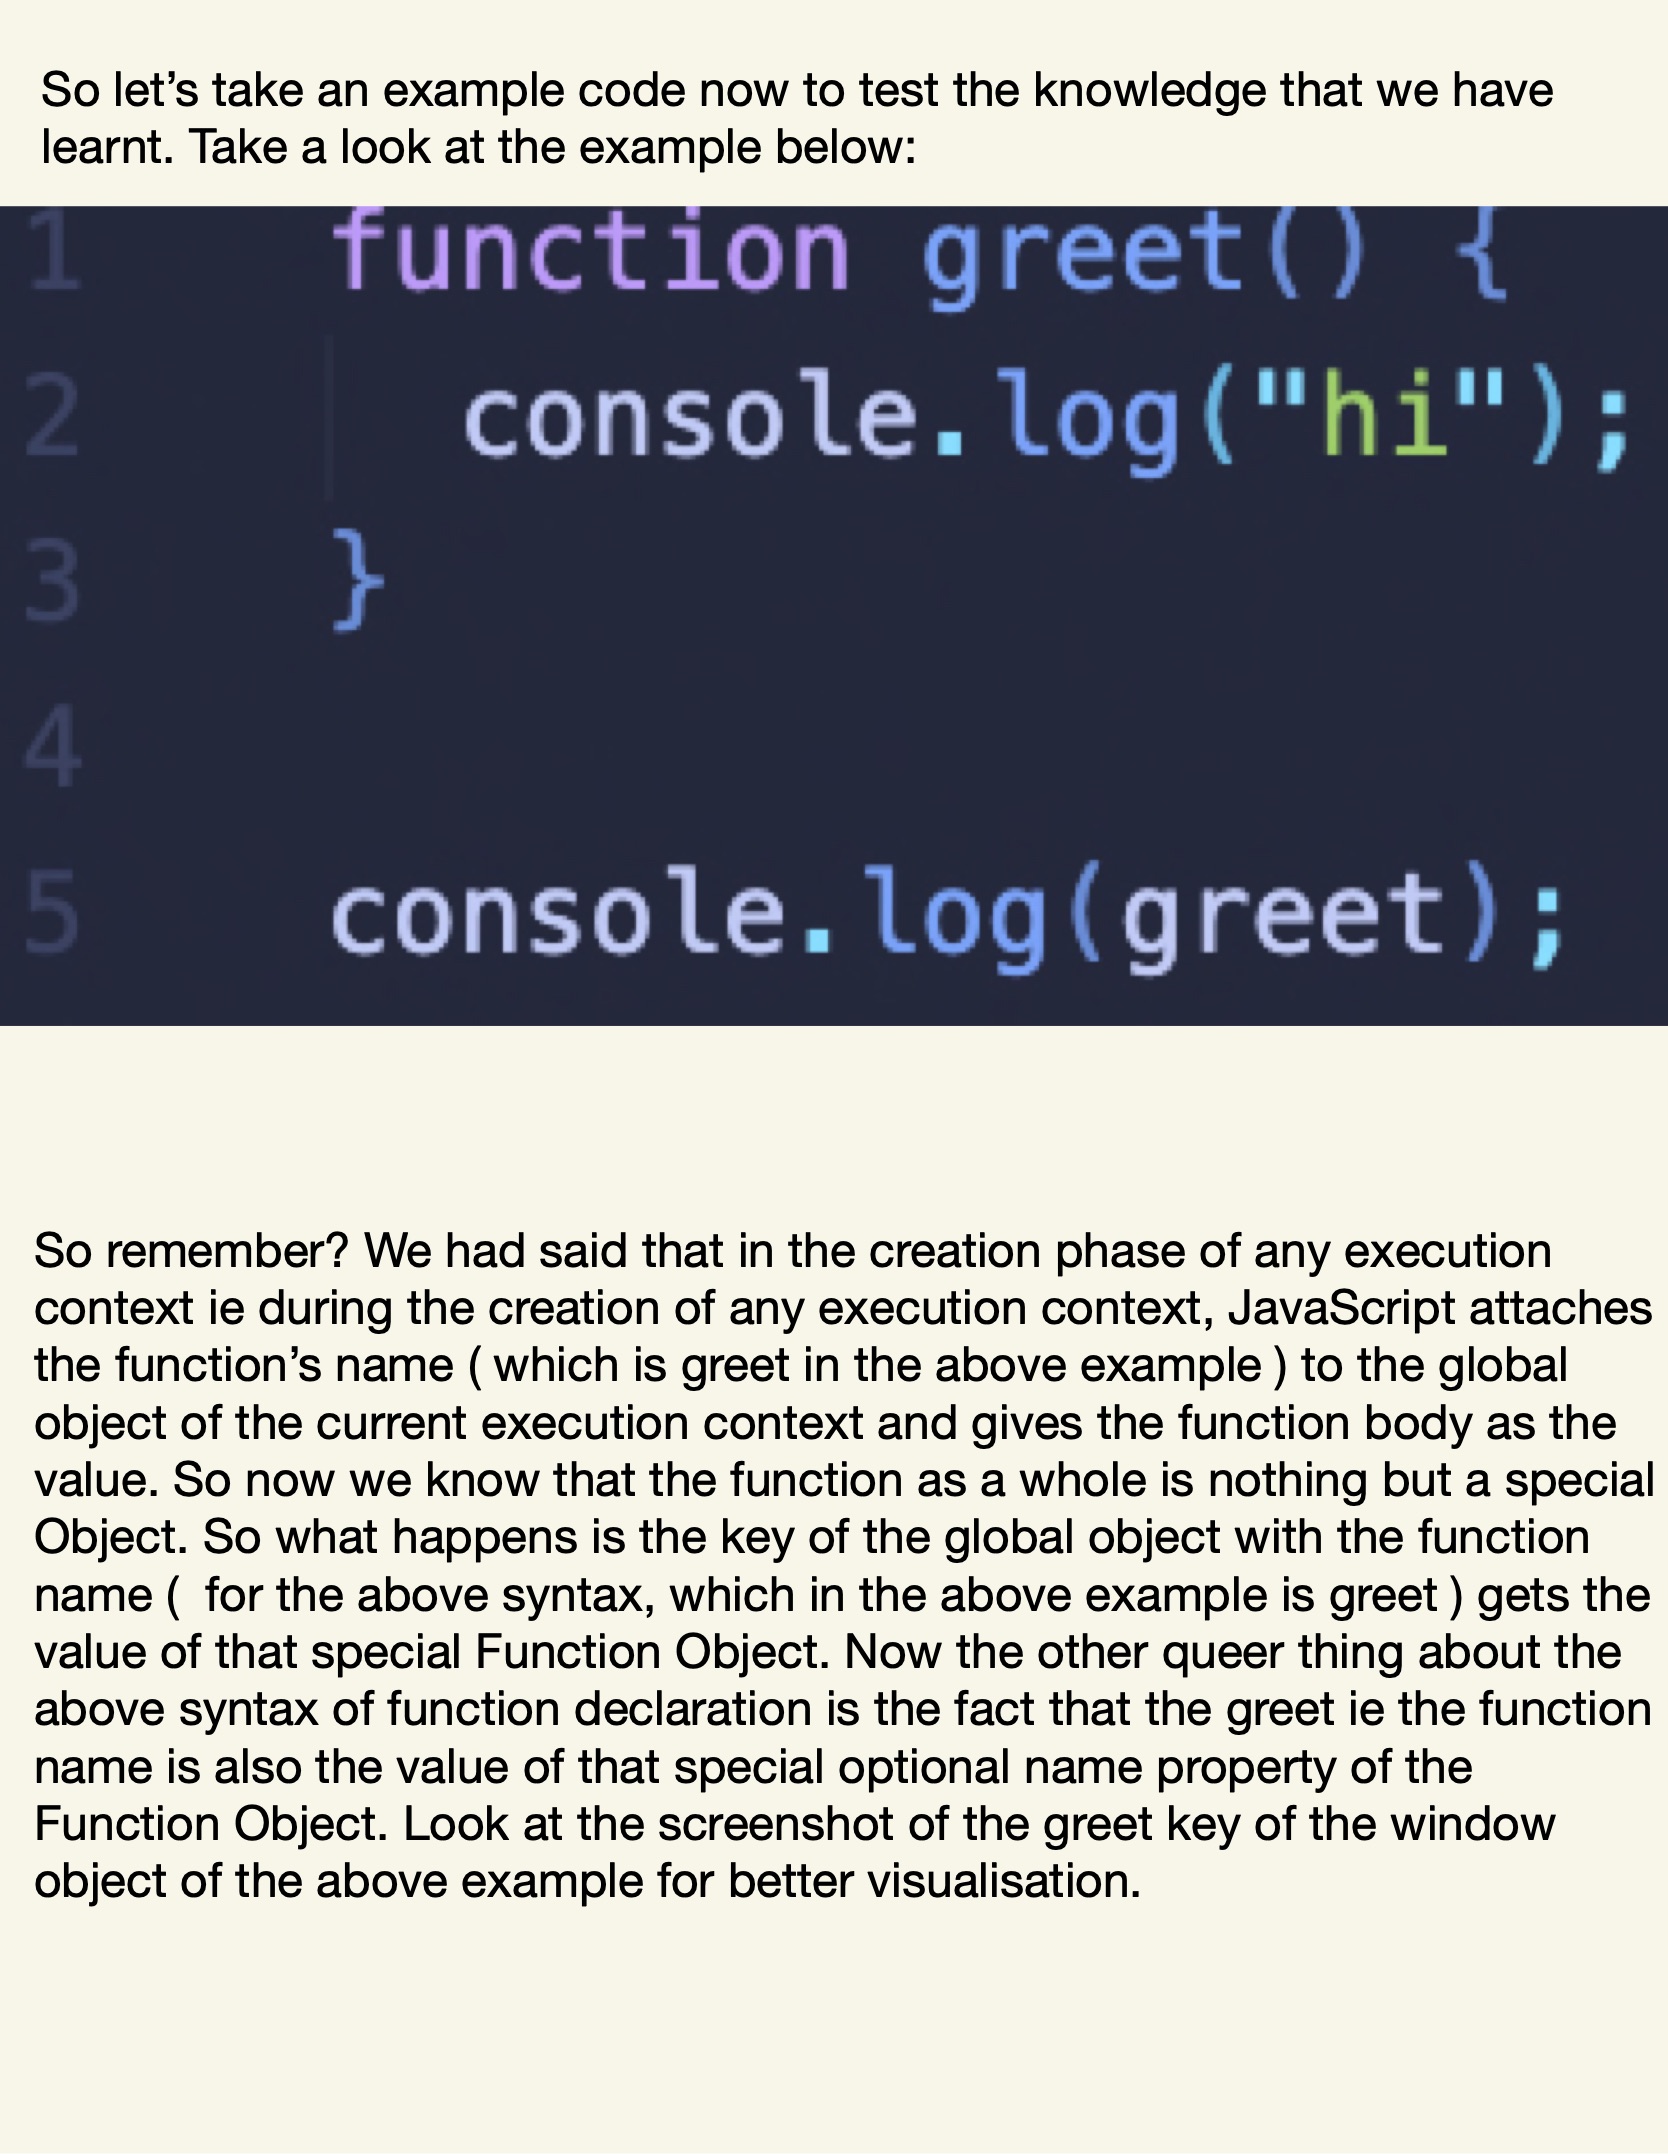 So let’s take an example code now to test the knowledge that we have
learnt. Take a look at the example below:
1 function greet() {
2 console.log("hi");
3 }
4
5 console.log(greet);
So remember? We had said that in the creation phase of any execution
context ie during the creation of any execution context, JavaScript attaches
the function’s name ( which is greet in the above example ) to the global
object of the current execution context and gives the function body as the
value. So now we know that the function as a whole is nothing but a special
Object. So what happens is the key of the global object with the function
name (  for the above syntax, which in the above example is greet ) gets the
value of that special Function Object. Now the other queer thing about the
above syntax of function declaration is the fact that the greet ie the function
name is also the value of that special optional name property of the
Function Object. Look at the screenshot of the greet key of the window
object of the above example for better visualisation.